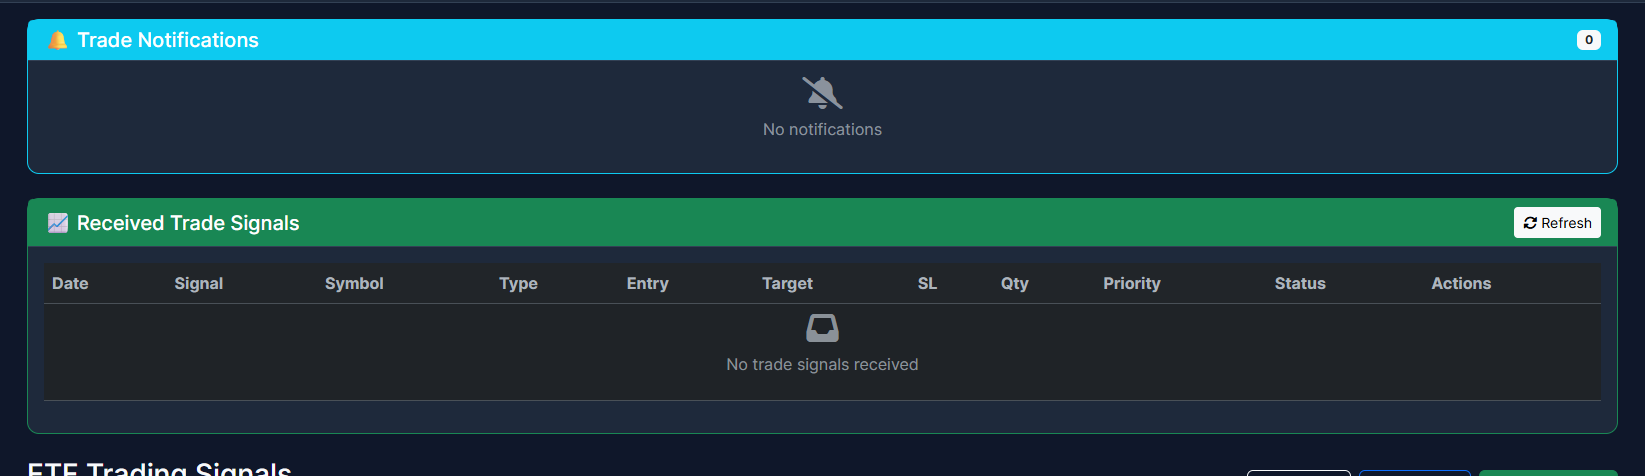 Trade Notifications 0
No notifications
Received Trade Signals Refresh
Date Signal Symbol Type Entry Target SL Qty Priority Status Actions
No trade signals received
ETF Trading Signals